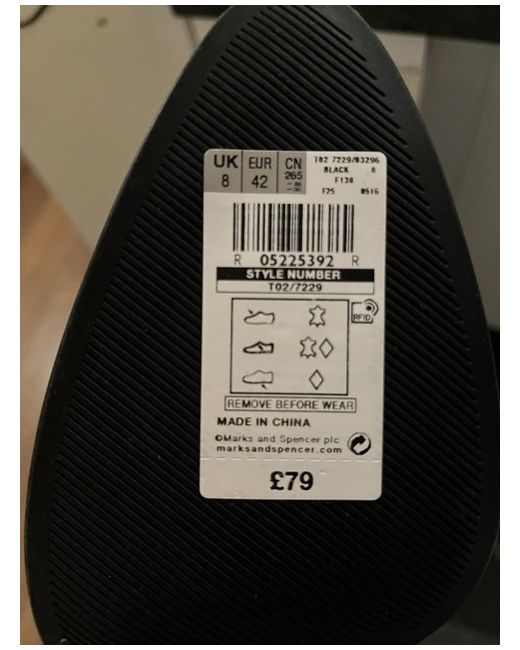 UK EUR CN T02 7229/03296
8 42 265 BLACK 8
F138
F25 0516
R 05225392 R
STYLE NUMBER
T02/7229
RFID
REMOVE BEFORE WEAR
MADE IN CHINA
©Marks and Spencer plc
marksandspencer.com
£79